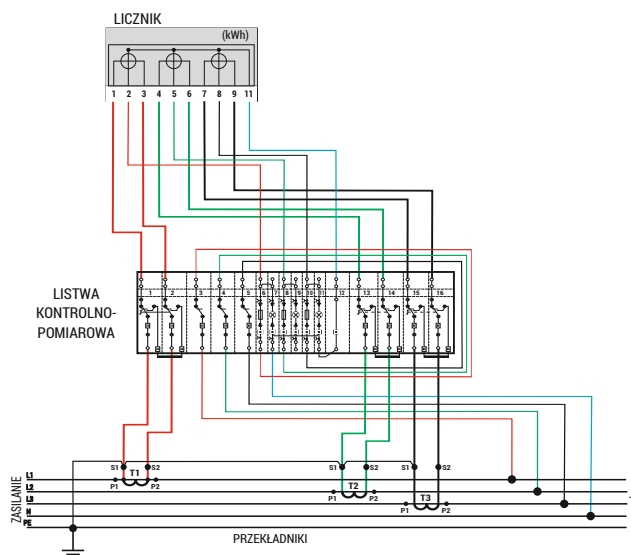 LICZNIK
(kWh)
1 2 3 4 5 6 7 8 9 11
LISTWA
KONTROLNO-
POMIAROWA
1 2 3 4 5 6 7 8 9 10 11 12 13 14 15 16
S1 S2 S1 S2 S1 S2
T1
T2
T3
P1 P2 P1 P2 P1 P2
ZASILANIE
L1
L2
L3
N
PE
PRZEKŁADNIKI